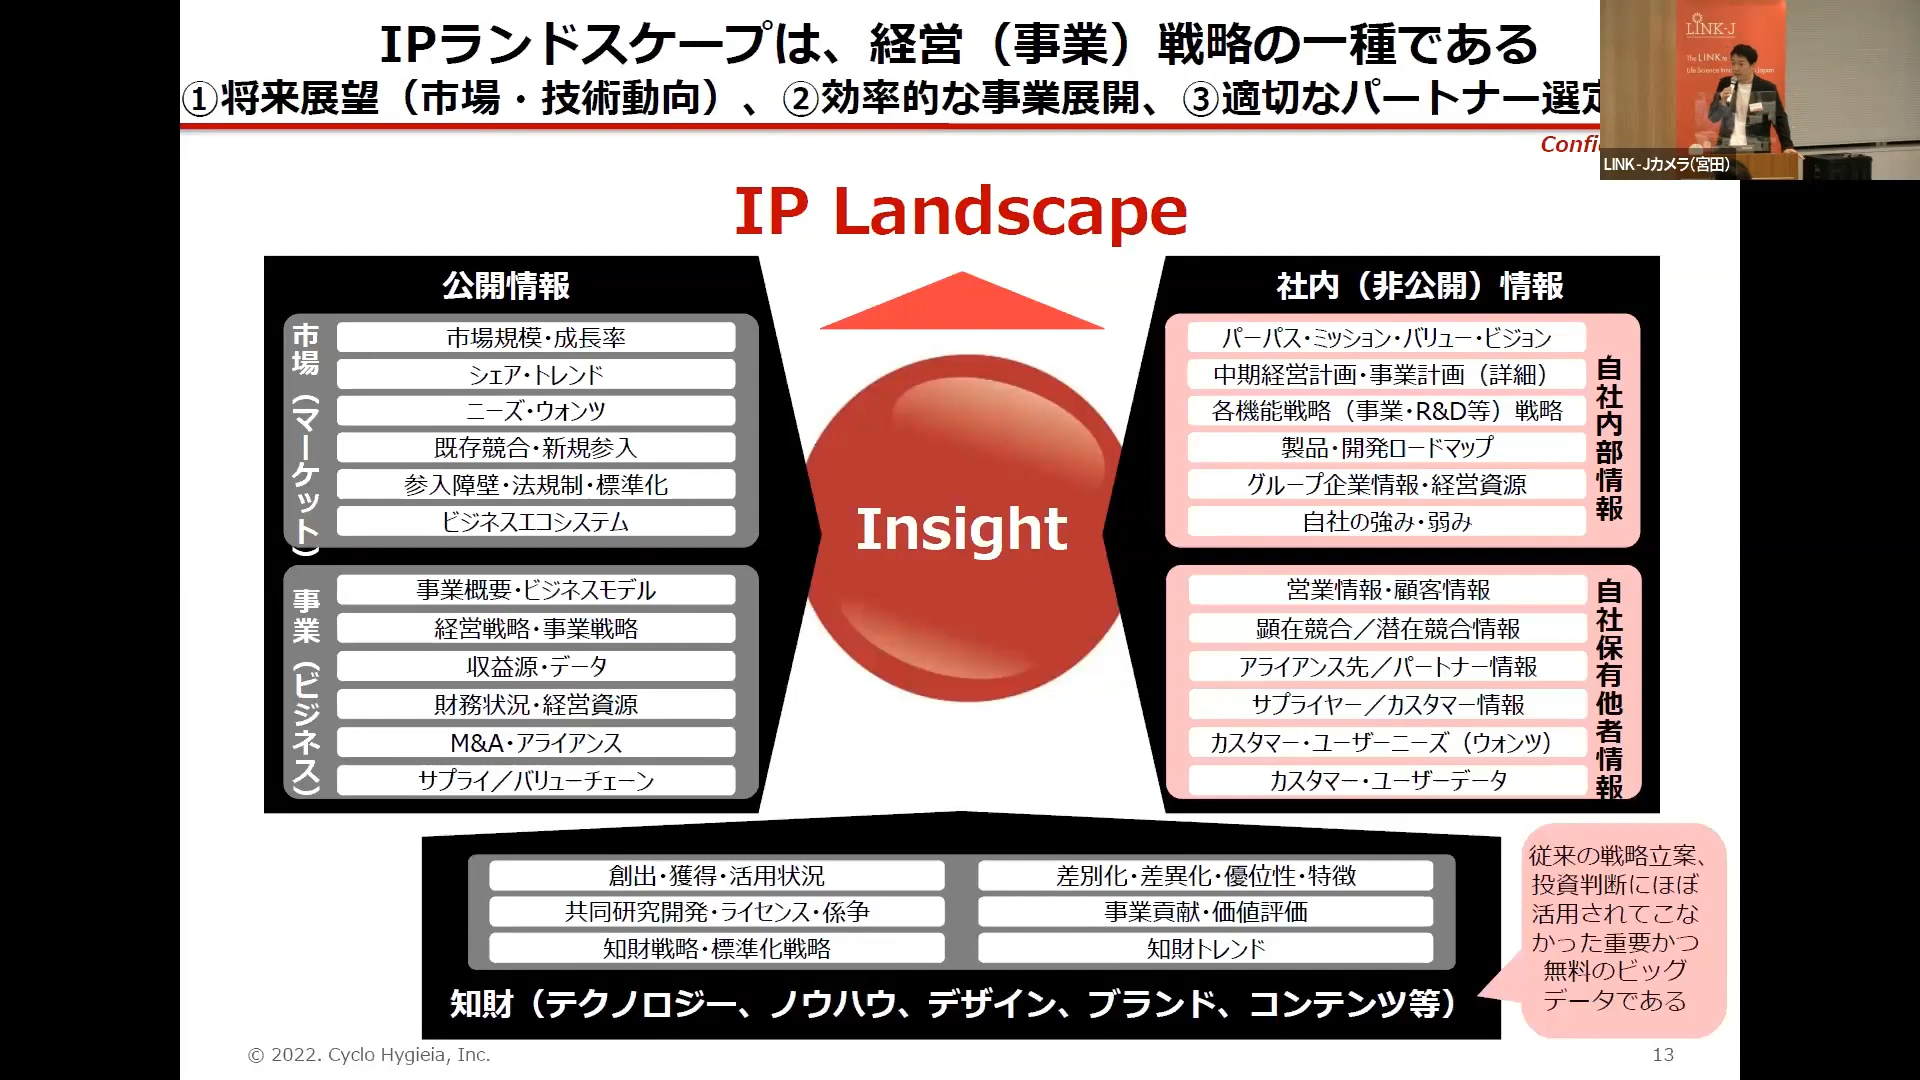 IPランドスケープは、経営（事業）戦略の一種である
①将来展望（市場・技術動向）、②効率的な事業展開、③適切なパートナー選定
LINK-J
The LINK
Japan
LINK-Jカメラ(宮田)
IP Landscape
公開情報
市場（マーケット）
市場規模・成長率
シェア・トレンド
ニーズ・ウォンツ
既存競合・新規参入
参入障壁・法規制・標準化
ビジネスエコシステム
事業（ビジネス）
事業概要・ビジネスモデル
経営戦略・事業戦略
収益源・データ
財務状況・経営資源
M&A・アライアンス
サプライ／バリューチェーン
Insight
社内（非公開）情報
パーパス・ミッション・バリュー・ビジョン
中期経営計画・事業計画（詳細）
各機能戦略（事業・R&D等）戦略
製品・開発ロードマップ
グループ企業情報・経営資源
自社の強み・弱み
自社内部情報
営業情報・顧客情報
顕在競合／潜在競合情報
アライアンス先／パートナー情報
サプライヤー／カスタマー情報
カスタマー・ユーザーニーズ（ウォンツ）
カスタマー・ユーザーデータ
自社保有他者情報
創出・獲得・活用状況
共同研究開発・ライセンス・係争
知財戦略・標準化戦略
差別化・差異化・優位性・特徴
事業貢献・価値評価
知財トレンド
知財（テクノロジー、ノウハウ、デザイン、ブランド、コンテンツ等）
従来の戦略立案、
投資判断にほぼ
活用されてこな
かった重要かつ
無料のビッグ
データである
© 2022. Cyclo Hygieia, Inc.
13